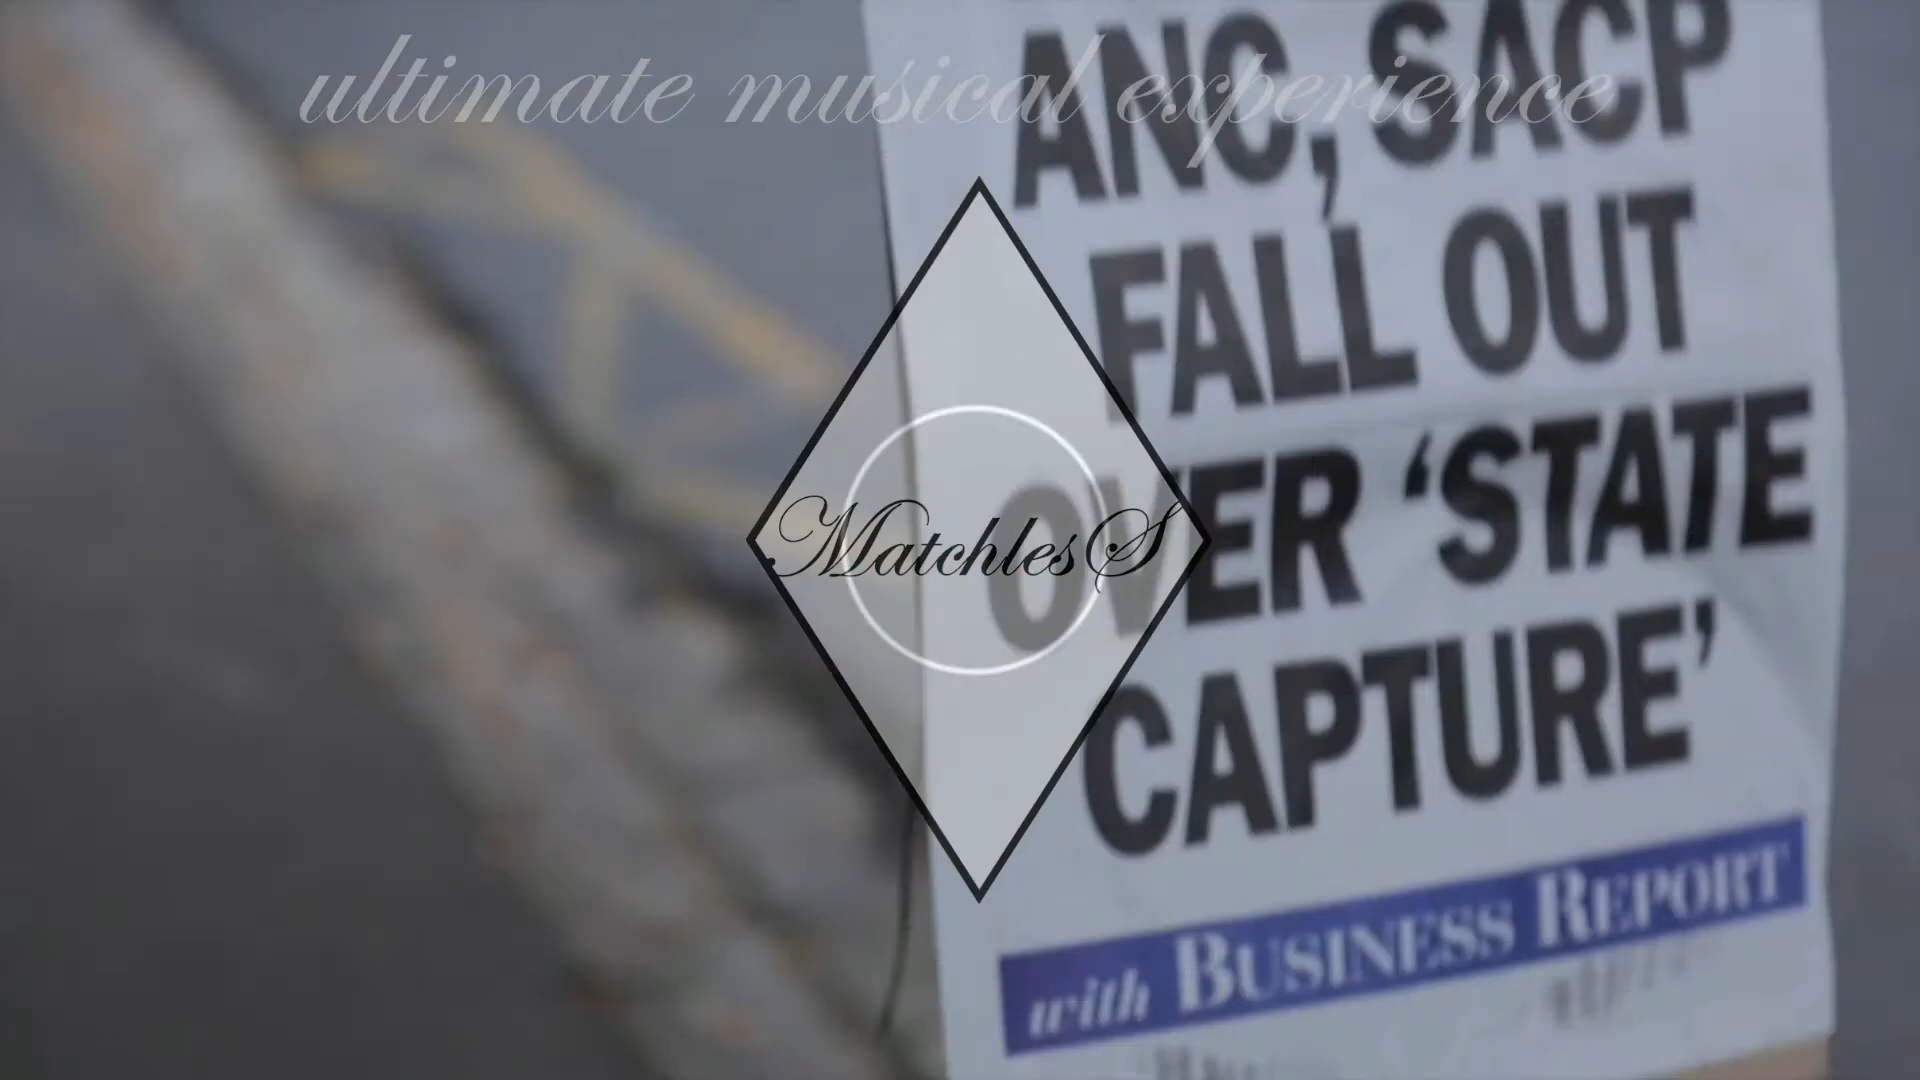 ultimate musical experience
ANC, SACP
FALL OUT
OVER ‘STATE
CAPTURE’
MatchlesS
with BUSINESS REPORT